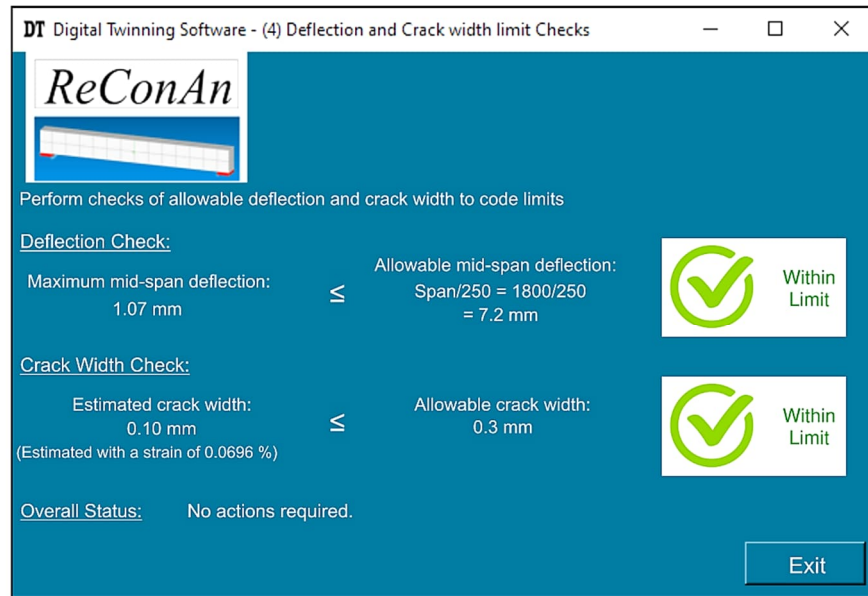 DT Digital Twinning Software - (4) Deflection and Crack width limit Checks
ReConAn
Perform checks of allowable deflection and crack width to code limits
Deflection Check:
Maximum mid-span deflection:
1.07 mm
≤
Allowable mid-span deflection:
Span/250 = 1800/250
= 7.2 mm
Within
Limit
Crack Width Check:
Estimated crack width:
0.10 mm
(Estimated with a strain of 0.0696 %)
≤
Allowable crack width:
0.3 mm
Within
Limit
Overall Status: No actions required.
Exit